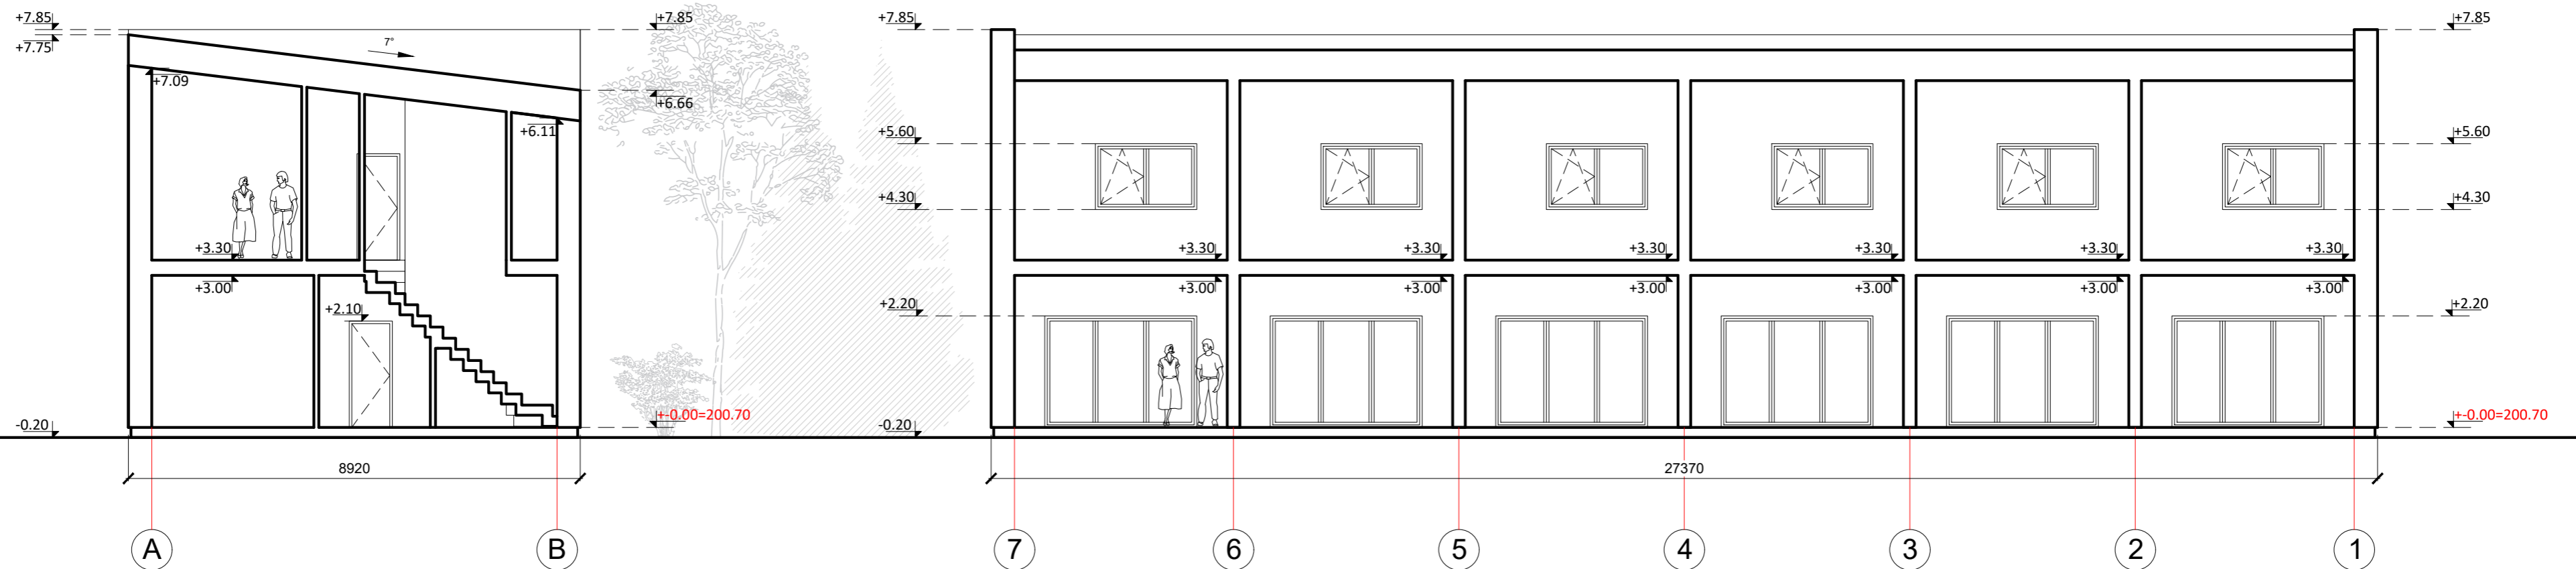 +7.85 +7.85 +7.85 +7.85
+7.75
7°
+7.09
+6.66
+6.11
+5.60 +5.60
+4.30 +4.30
+3.30 +3.30 +3.30 +3.30 +3.30 +3.30 +3.30
+3.00 +3.00 +3.00 +3.00 +3.00 +3.00 +3.00
+2.10 +2.20 +2.20
+-0.00=200.70 +-0.00=200.70
-0.20 -0.20
8920 27370
A B 7 6 5 4 3 2 1